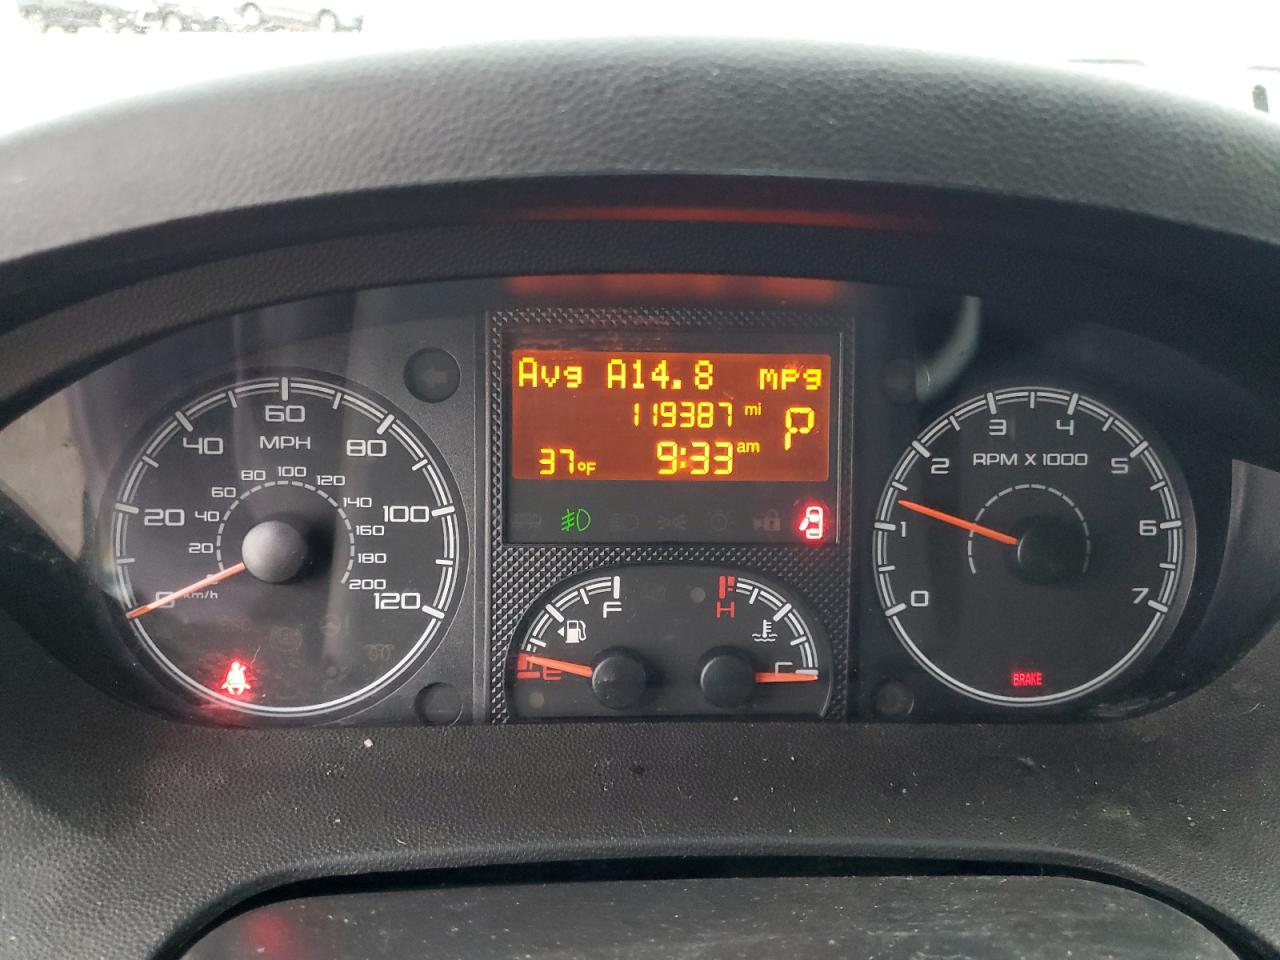 Avg A14.8 mpg
119387 mi
P
37°F 9:33 am
0 20 40 60 80 100 120
MPH
20 40 60 80 100 120 140 160 180 200
km/h
F
E
H
C
0 1 2 3 4 5 6 7
RPM X 1000
BRAKE